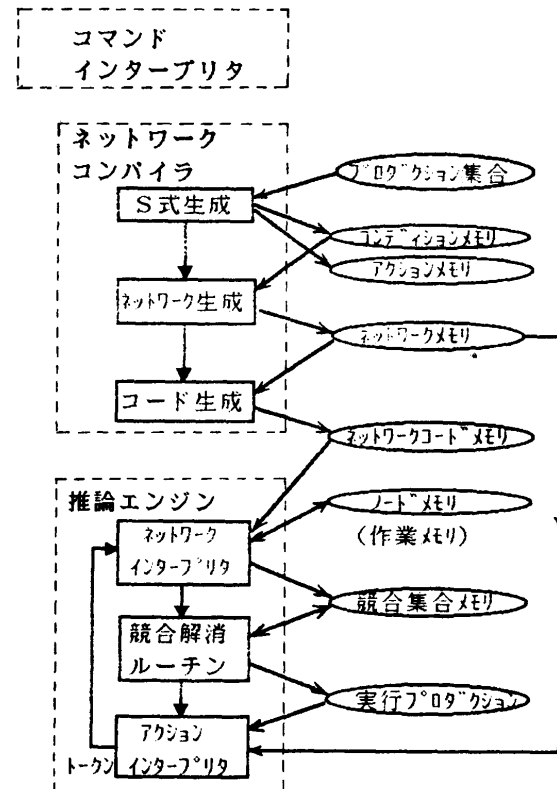 コマンド
インタープリタ
ネットワーク
コンパイラ
プロダクション集合
S式生成
コンディションメモリ
アクションメモリ
ネットワーク生成
ネットワークメモリ
コード生成
ネットワークコードメモリ
推論エンジン
ノードメモリ
ネットワーク
インタープリタ
(作業メモリ)
競合集合メモリ
競合解消
ルーチン
実行プロダクション
アクション
トークン
インタープリタ